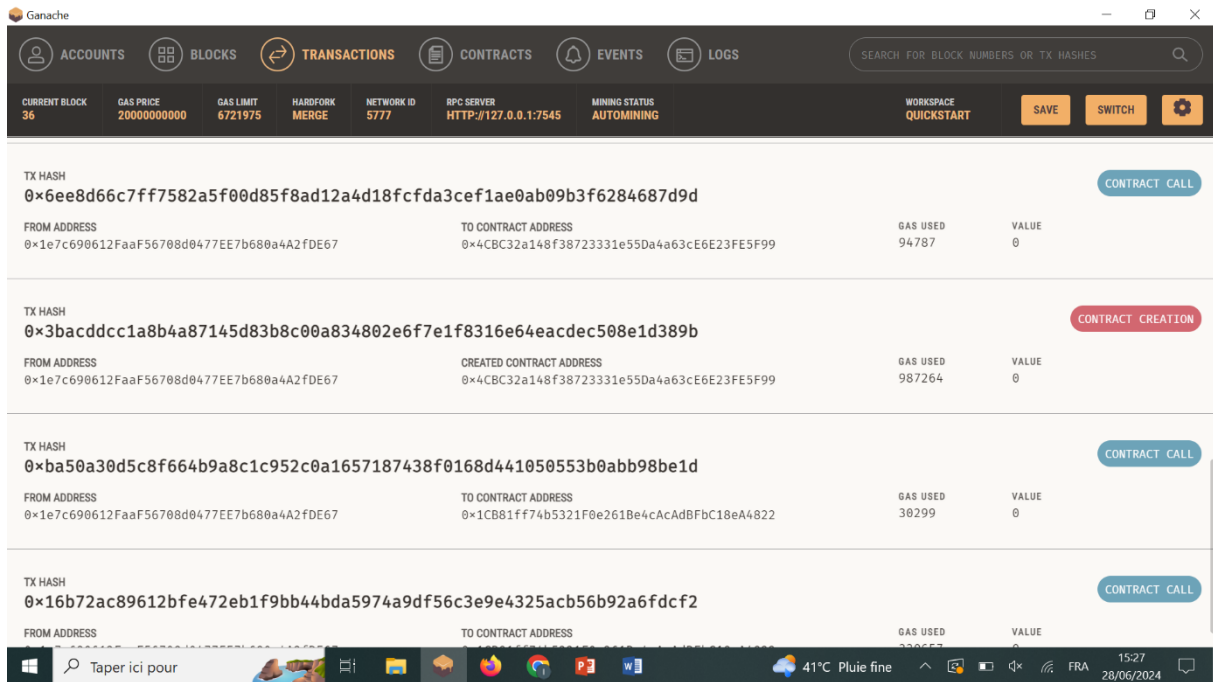 Ganache
ACCOUNTS BLOCKS TRANSACTIONS CONTRACTS EVENTS LOGS SEARCH FOR BLOCK NUMBERS OR TX HASHES
CURRENT BLOCK GAS PRICE GAS LIMIT HARDFORK NETWORK ID RPC SERVER MINING STATUS WORKSPACE
36 20000000000 6721975 MERGE 5777 HTTP://127.0.0.1:7545 AUTOMINING QUICKSTART SAVE SWITCH
TX HASH
0×6ee8d66c7ff7582a5f00d85f8ad12a4d18fcfda3cef1ae0ab09b3f6284687d9d CONTRACT CALL
FROM ADDRESS TO CONTRACT ADDRESS GAS USED VALUE
0×1e7c690612FaaF56708d0477EE7b680a4A2fDE67 0×4CBC32a148f38723331e55Da4a63cE6E23FE5F99 94787 0
TX HASH
0×3bacddcc1a8b4a87145d83b8c00a834802e6f7e1f8316e64eacdec508e1d389b CONTRACT CREATION
FROM ADDRESS CREATED CONTRACT ADDRESS GAS USED VALUE
0×1e7c690612FaaF56708d0477EE7b680a4A2fDE67 0×4CBC32a148f38723331e55Da4a63cE6E23FE5F99 987264 0
TX HASH
0×ba50a30d5c8f664b9a8c1c952c0a1657187438f0168d441050553b0abb98be1d CONTRACT CALL
FROM ADDRESS TO CONTRACT ADDRESS GAS USED VALUE
0×1e7c690612FaaF56708d0477EE7b680a4A2fDE67 0×1CB81ff74b5321F0e261Be4cAcAdBFbC18eA4822 30299 0
TX HASH
0×16b72ac89612bfe472eb1f9bb44bda5974a9df56c3e9e4325acb56b92a6fdcf2 CONTRACT CALL
FROM ADDRESS TO CONTRACT ADDRESS GAS USED VALUE
Taper ici pour 41°C Pluie fine FRA 15:27
28/06/2024